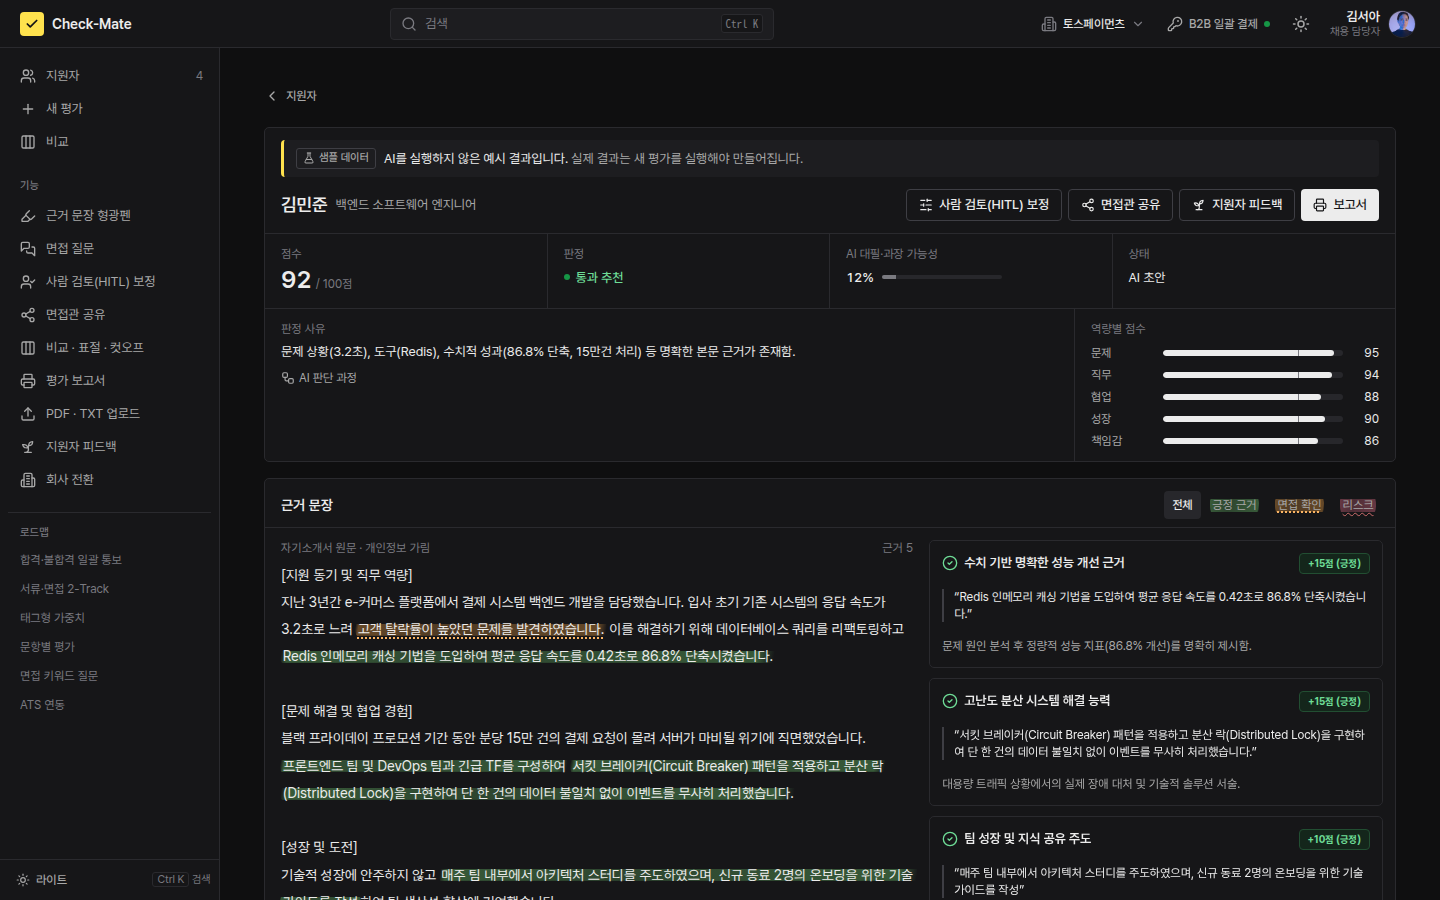 Check-Mate
검색
Ctrl K
토스페이먼츠
B2B 일괄 결제
김서아
채용 담당자
지원자
4
새 평가
비교
기능
근거 문장 형광펜
면접 질문
사람 검토(HITL) 보정
면접관 공유
비교 · 표절 · 컷오프
평가 보고서
PDF · TXT 업로드
지원자 피드백
회사 전환
로드맵
합격·불합격 일괄 통보
서류·면접 2-Track
태그형 가중치
문항별 평가
면접 키워드 질문
ATS 연동
라이트
Ctrl K 검색
지원자
샘플 데이터
AI를 실행하지 않은 예시 결과입니다. 실제 결과는 새 평가를 실행해야 만들어집니다.
김민준 백엔드 소프트웨어 엔지니어
사람 검토(HITL) 보정
면접관 공유
지원자 피드백
보고서
점수
92 / 100점
판정
통과 추천
AI 대필·과장 가능성
12%
상태
AI 초안
판정 사유
문제 상황(3.2초), 도구(Redis), 수치적 성과(86.8% 단축, 15만건 처리) 등 명확한 본문 근거가 존재함.
AI 판단 과정
역량별 점수
문제 95
직무 94
협업 88
성장 90
책임감 86
근거 문장
전체
긍정 근거
면접 확인
리스크
자기소개서 원문 · 개인정보 가림
근거 5
[지원 동기 및 직무 역량]
지난 3년간 e-커머스 플랫폼에서 결제 시스템 백엔드 개발을 담당했습니다. 입사 초기 기존 시스템의 응답 속도가
3.2초로 느려 고객 탈락률이 높았던 문제를 발견하였습니다. 이를 해결하기 위해 데이터베이스 쿼리를 리팩토링하고
Redis 인메모리 캐싱 기법을 도입하여 평균 응답 속도를 0.42초로 86.8% 단축시켰습니다.
[문제 해결 및 협업 경험]
블랙 프라이데이 프로모션 기간 동안 분당 15만 건의 결제 요청이 몰려 서버가 마비될 위기에 직면했었습니다.
프론트엔드 팀 및 DevOps 팀과 긴급 TF를 구성하여 서킷 브레이커(Circuit Breaker) 패턴을 적용하고 분산 락
(Distributed Lock)을 구현하여 단 한 건의 데이터 불일치 없이 이벤트를 무사히 처리했습니다.
[성장 및 도전]
기술적 성장에 안주하지 않고 매주 팀 내부에서 아키텍처 스터디를 주도하였으며, 신규 동료 2명의 온보딩을 위한 기술
수치 기반 명확한 성능 개선 근거
+15점 (긍정)
“Redis 인메모리 캐싱 기법을 도입하여 평균 응답 속도를 0.42초로 86.8% 단축시켰습니
다.”
문제 원인 분석 후 정량적 성능 지표(86.8% 개선)를 명확히 제시함.
고난도 분산 시스템 해결 능력
+15점 (긍정)
“서킷 브레이커(Circuit Breaker) 패턴을 적용하고 분산 락(Distributed Lock)을 구현하
여 단 한 건의 데이터 불일치 없이 이벤트를 무사히 처리했습니다.”
대용량 트래픽 상황에서의 실제 장애 대처 및 기술적 솔루션 서술.
팀 성장 및 지식 공유 주도
+10점 (긍정)
“매주 팀 내부에서 아키텍처 스터디를 주도하였으며, 신규 동료 2명의 온보딩을 위한 기술
가이드를 작성”